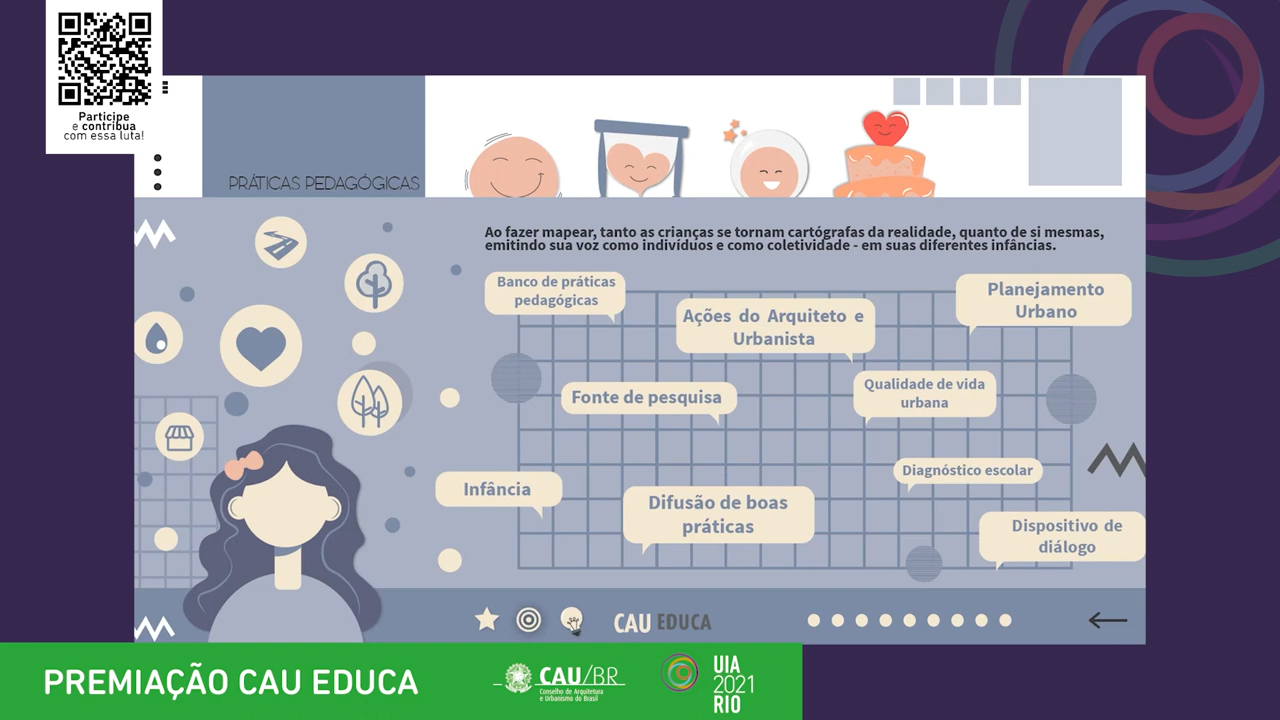 Participe
e contribua
com essa luta!
PRÁTICAS PEDAGÓGICAS
Ao fazer mapear, tanto as crianças se tornam cartógrafas da realidade, quanto de si mesmas,
emitindo sua voz como indivíduos e como coletividade - em suas diferentes infâncias.
Banco de práticas
pedagógicas
Ações do Arquiteto e
Urbanista
Planejamento
Urbano
Fonte de pesquisa
Qualidade de vida
urbana
Diagnóstico escolar
Infância
Difusão de boas
práticas
Dispositivo de
diálogo
CAU EDUCA
PREMIAÇÃO CAU EDUCA
CAU/BR
Conselho de Arquitetura
e Urbanismo do Brasil
UIA
2021
RIO